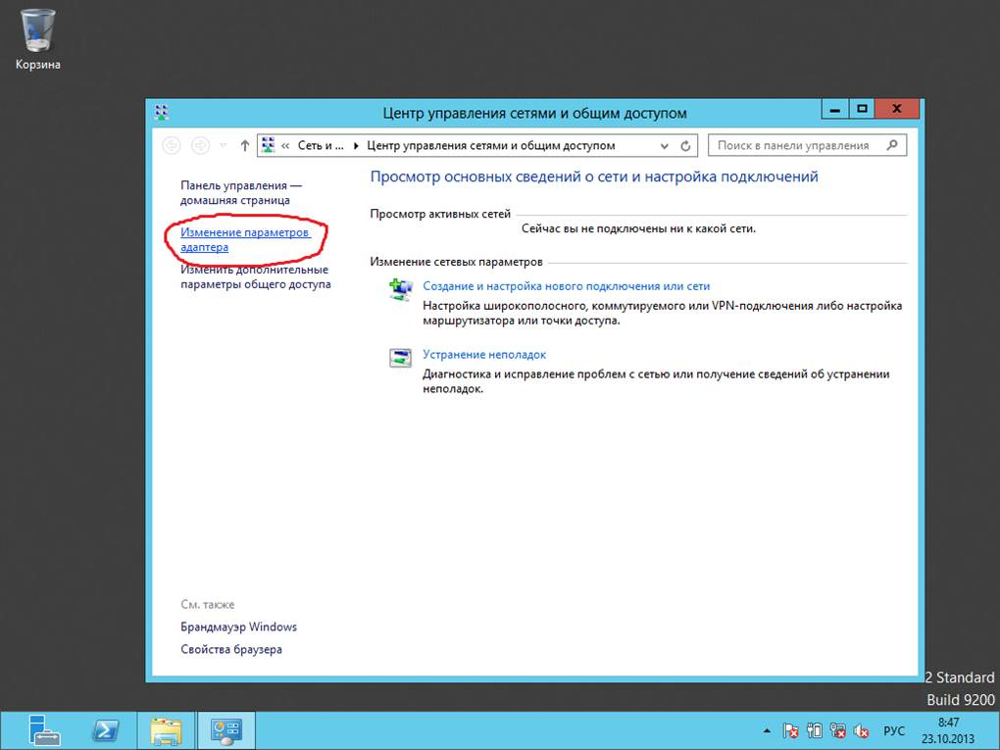 Корзина
Центр управления сетями и общим доступом
« Сеть и ... Центр управления сетями и общим доступом
Поиск в панели управления
Панель управления —
домашняя страница
Изменение параметров
адаптера
Изменить дополнительные
параметры общего доступа
Просмотр основных сведений о сети и настройка подключений
Просмотр активных сетей
Сейчас вы не подключены ни к какой сети.
Изменение сетевых параметров
Создание и настройка нового подключения или сети
Настройка широкополосного, коммутируемого или VPN-подключения либо настройка
маршрутизатора или точки доступа.
Устранение неполадок
Диагностика и исправление проблем с сетью или получение сведений об устранении
неполадок.
См. также
Брандмауэр Windows
Свойства браузера
2 Standard
Build 9200
РУС
8:47
23.10.2013